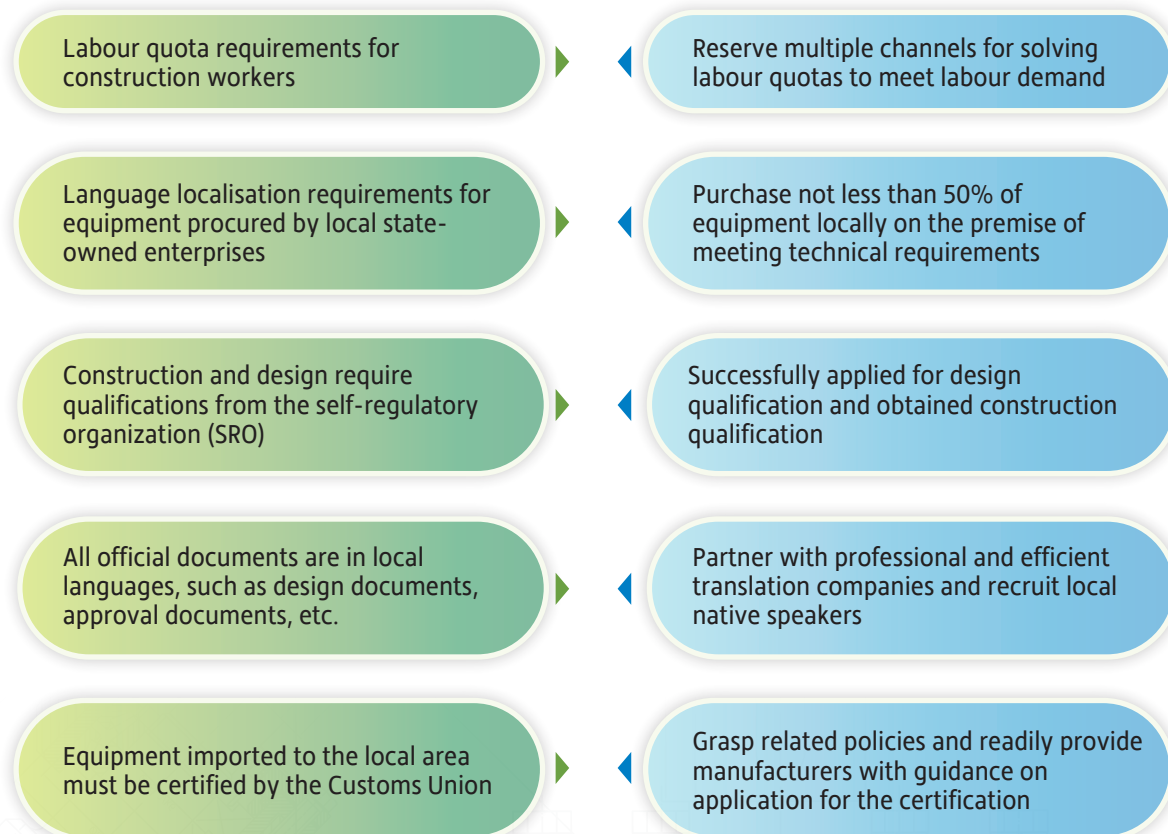 Labour quota requirements for
construction workers
Reserve multiple channels for solving
labour quotas to meet labour demand
Language localisation requirements for
equipment procured by local state-
owned enterprises
Purchase not less than 50% of
equipment locally on the premise of
meeting technical requirements
Construction and design require
qualifications from the self-regulatory
organization (SRO)
Successfully applied for design
qualification and obtained construction
qualification
All official documents are in local
languages, such as design documents,
approval documents, etc.
Partner with professional and efficient
translation companies and recruit local
native speakers
Equipment imported to the local area
must be certified by the Customs Union
Grasp related policies and readily provide
manufacturers with guidance on
application for the certification